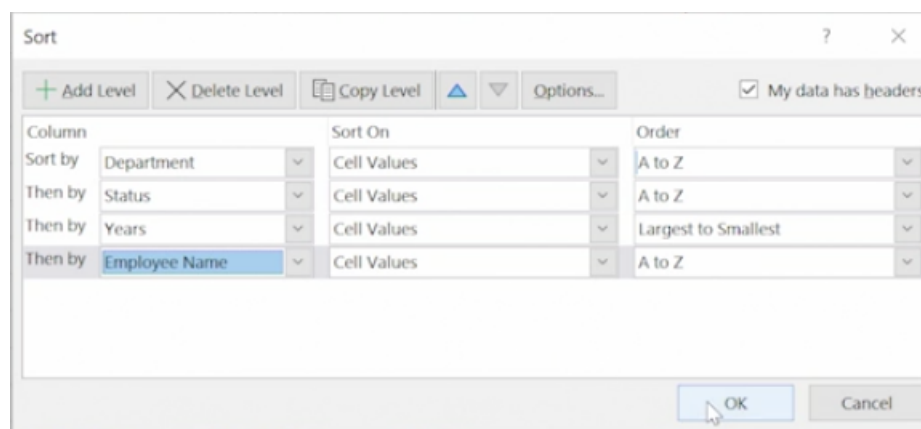 Sort ?
Add Level Delete Level Copy Level Options... My data has headers
Column Sort On Order
Sort by Department Cell Values A to Z
Then by Status Cell Values A to Z
Then by Years Cell Values Largest to Smallest
Then by Employee Name Cell Values A to Z
OK Cancel